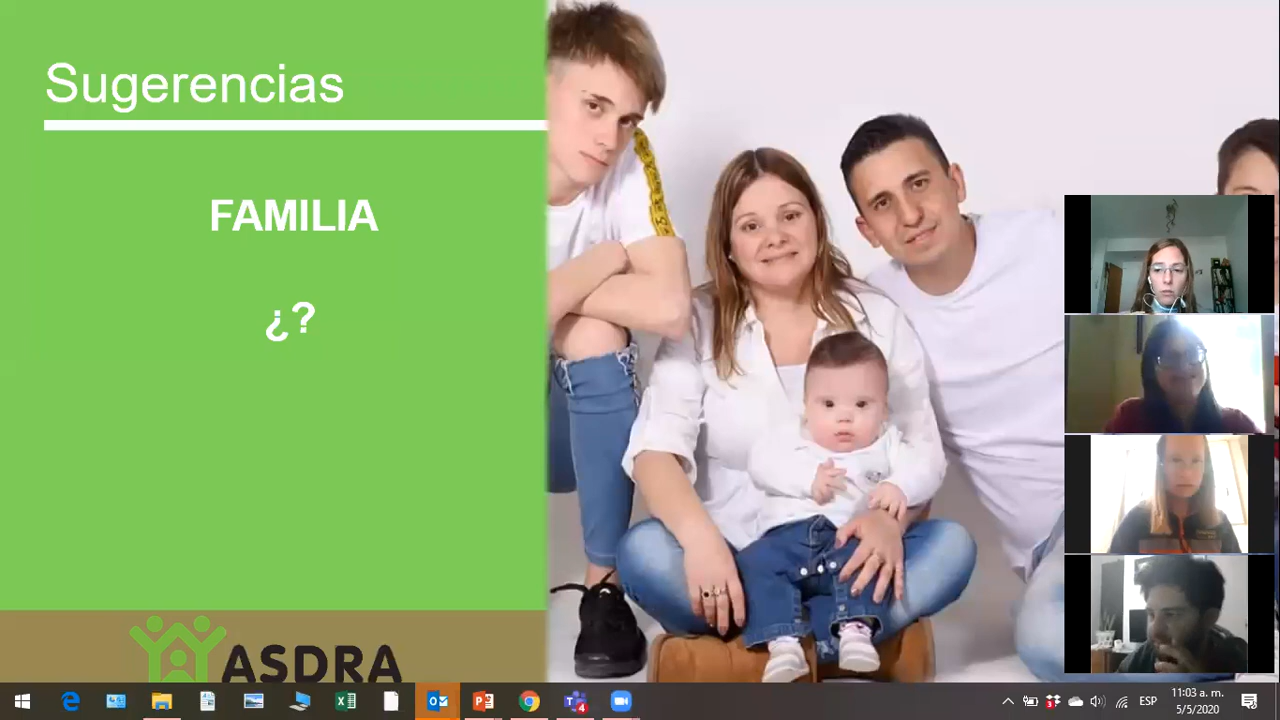 Sugerencias
FAMILIA
¿?
ASDRA
ESP
11:03 a. m.
5/5/2020